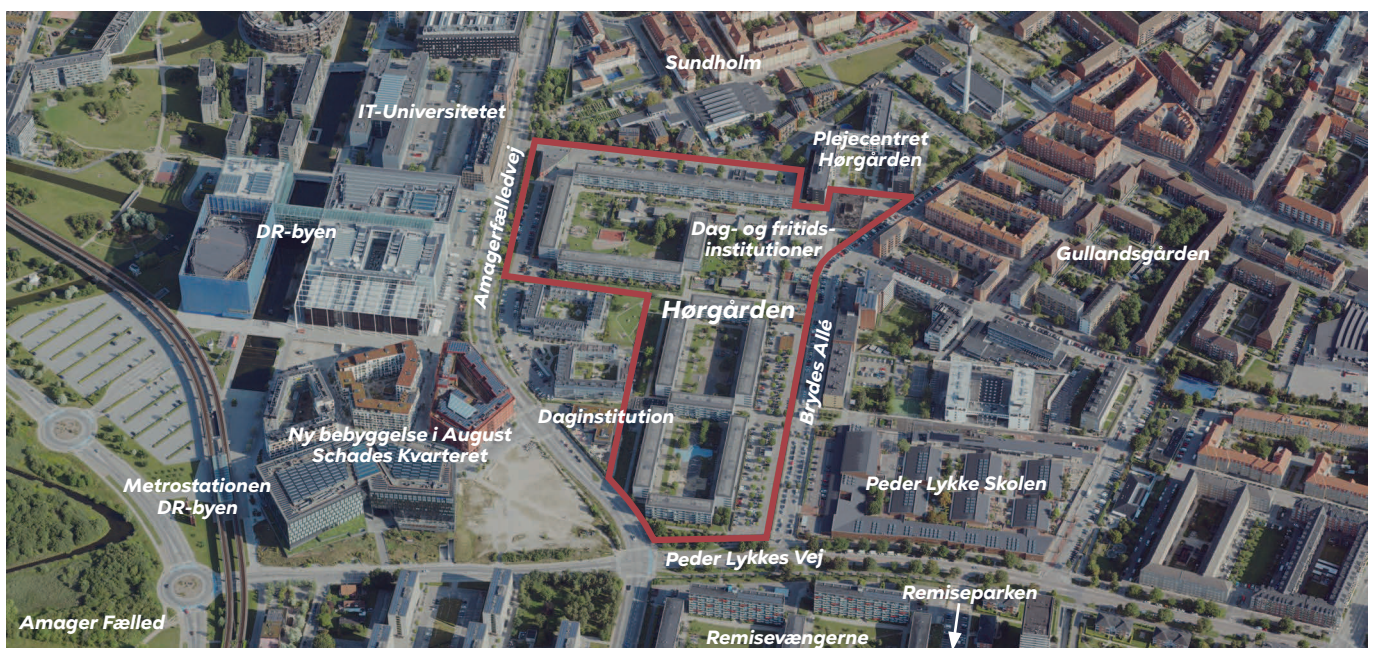 Sundholm
IT-Universitetet
Plejecentret
Hørgården
Amagerfælledvej
DR-byen
Dag- og fritids-
institutioner
Gullandsgården
Hørgården
Brydes Allé
Daginstitution
Ny bebyggelse i August
Schades Kvarteret
Metrostationen
DR-byen
Peder Lykke Skolen
Peder Lykkes Vej
Remiseparken
Amager Fælled
Remisevængerne